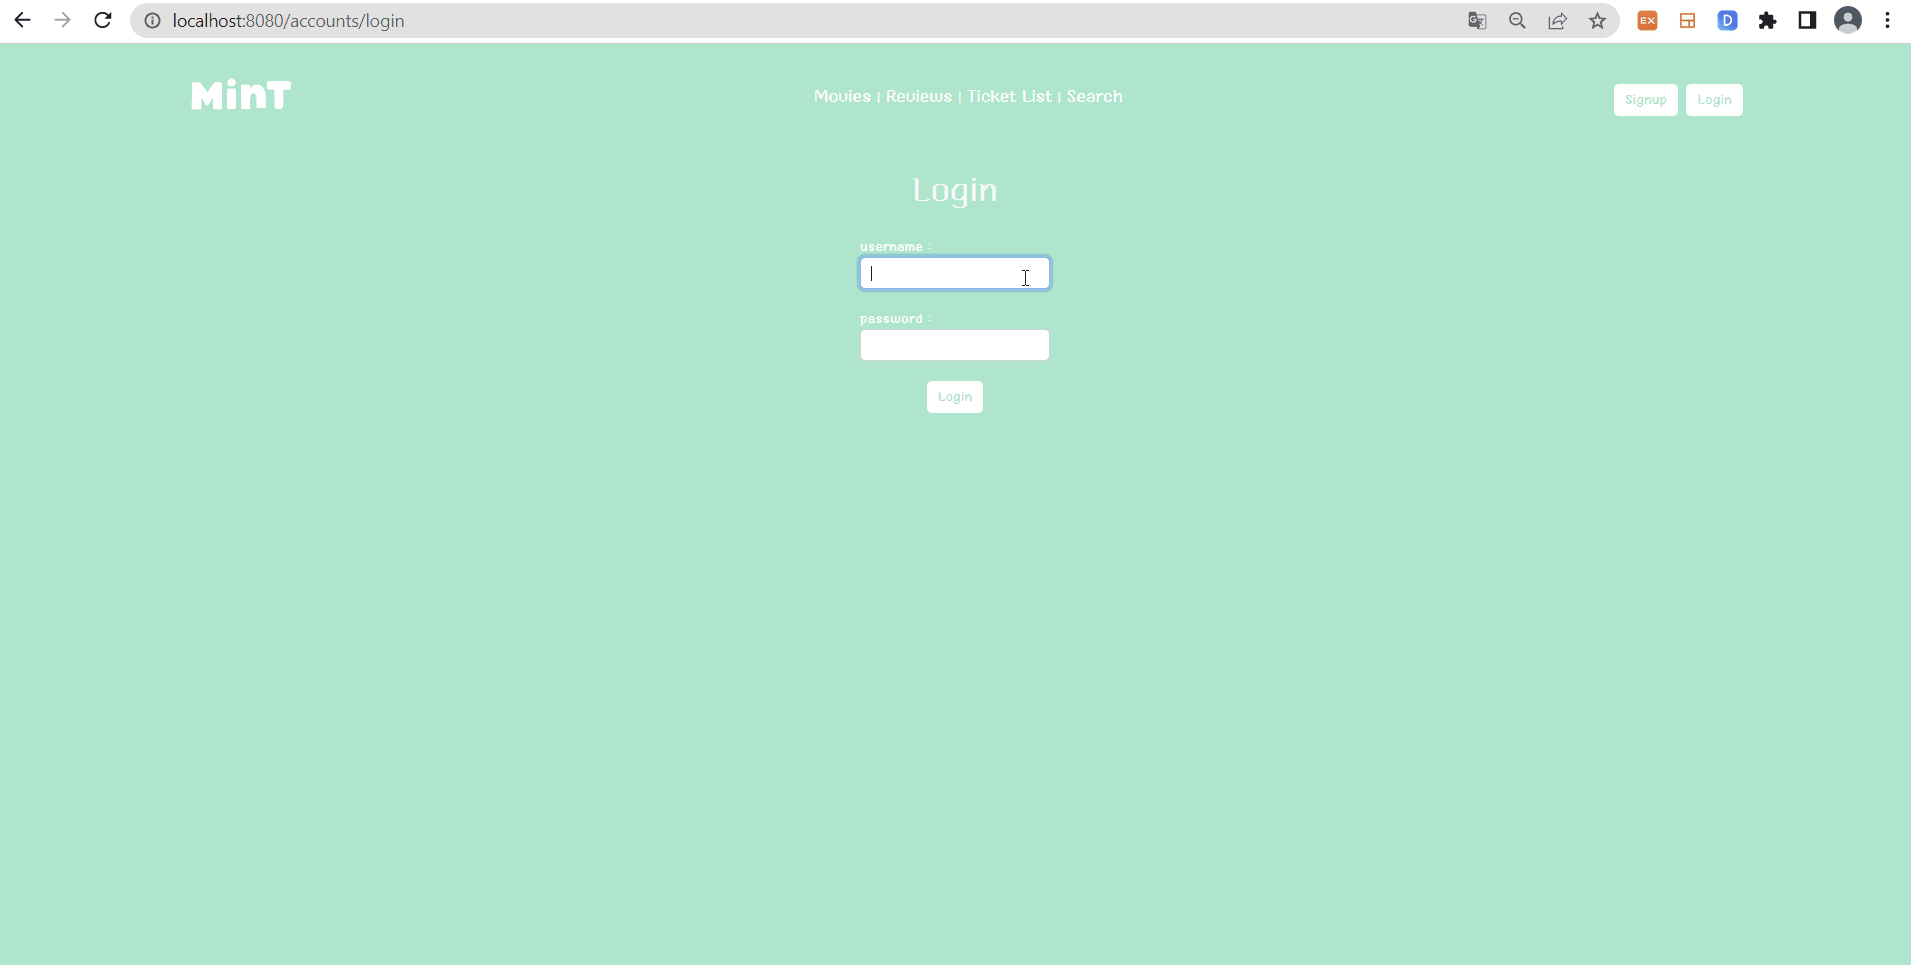 localhost:8080/accounts/login
EX
D
MinT
Movies | Reviews | Ticket List | Search
Signup
Login
Login
username :
password :
Login